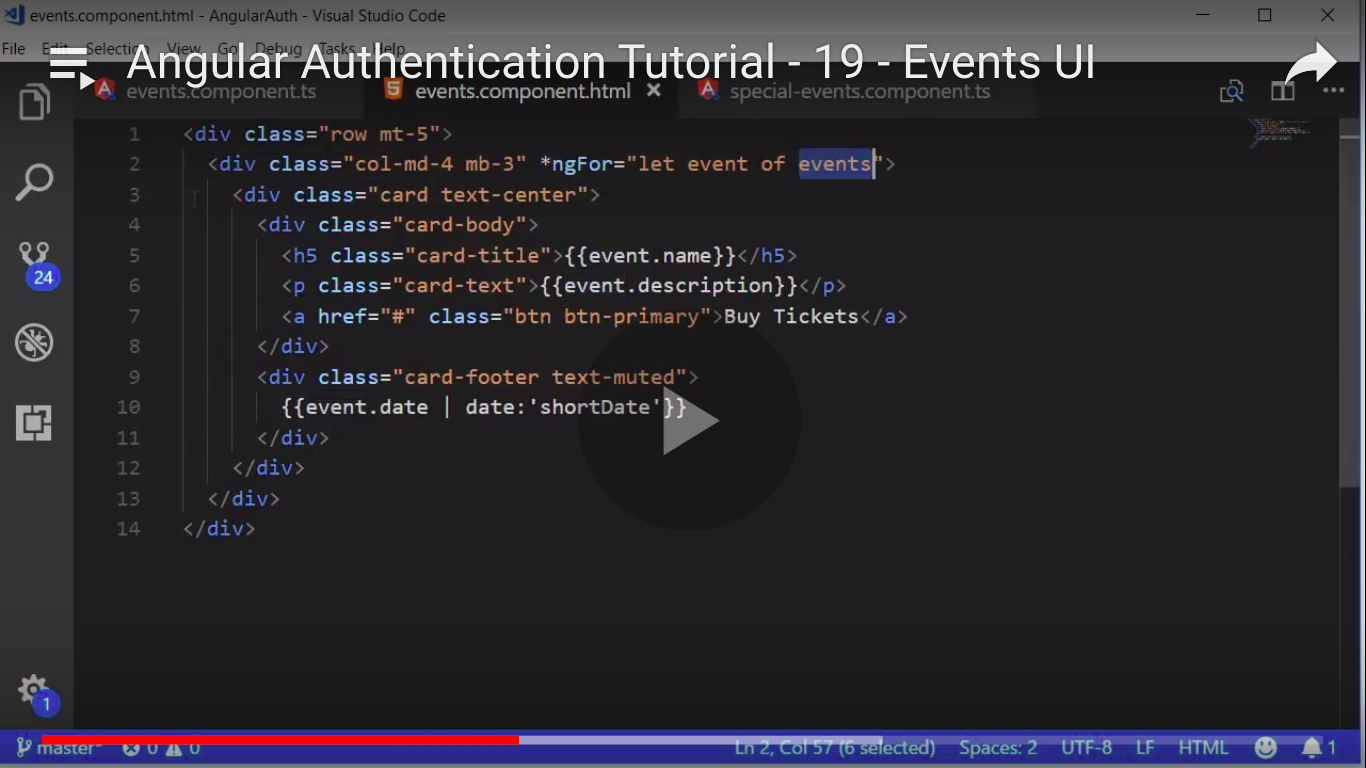 events.component.html - AngularAuth - Visual Studio Code
File Edit Selection View Go Debug Tasks Help
Angular Authentication Tutorial - 19 - Events UI
events.component.ts events.component.html special-events.component.ts
1 <div class="row mt-5">
2 <div class="col-md-4 mb-3" *ngFor="let event of events">
3 <div class="card text-center">
4 <div class="card-body">
5 <h5 class="card-title">{{event.name}}</h5>
6 <p class="card-text">{{event.description}}</p>
7 <a href="#" class="btn btn-primary">Buy Tickets</a>
8 </div>
9 <div class="card-footer text-muted">
10 {{event.date | date:'shortDate'}}
11 </div>
12 </div>
13 </div>
14 </div>
24
1
master* 0 0 Ln 2, Col 57 (6 selected) Spaces: 2 UTF-8 LF HTML 1